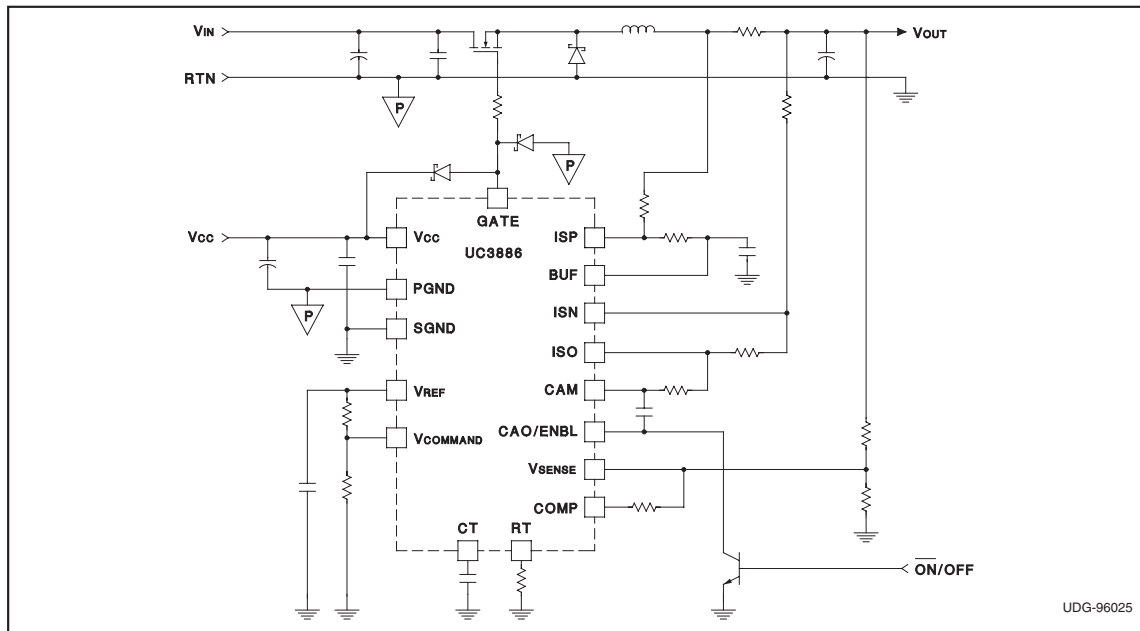 VIN
VOUT
RTN
P
P
GATE
VCC
VCC
UC3886
ISP
BUF
PGND
P
ISN
SGND
ISO
VREF
CAM
VCOMMAND
CAO/ENBL
VSENSE
COMP
CT
RT
ON/OFF
UDG-96025